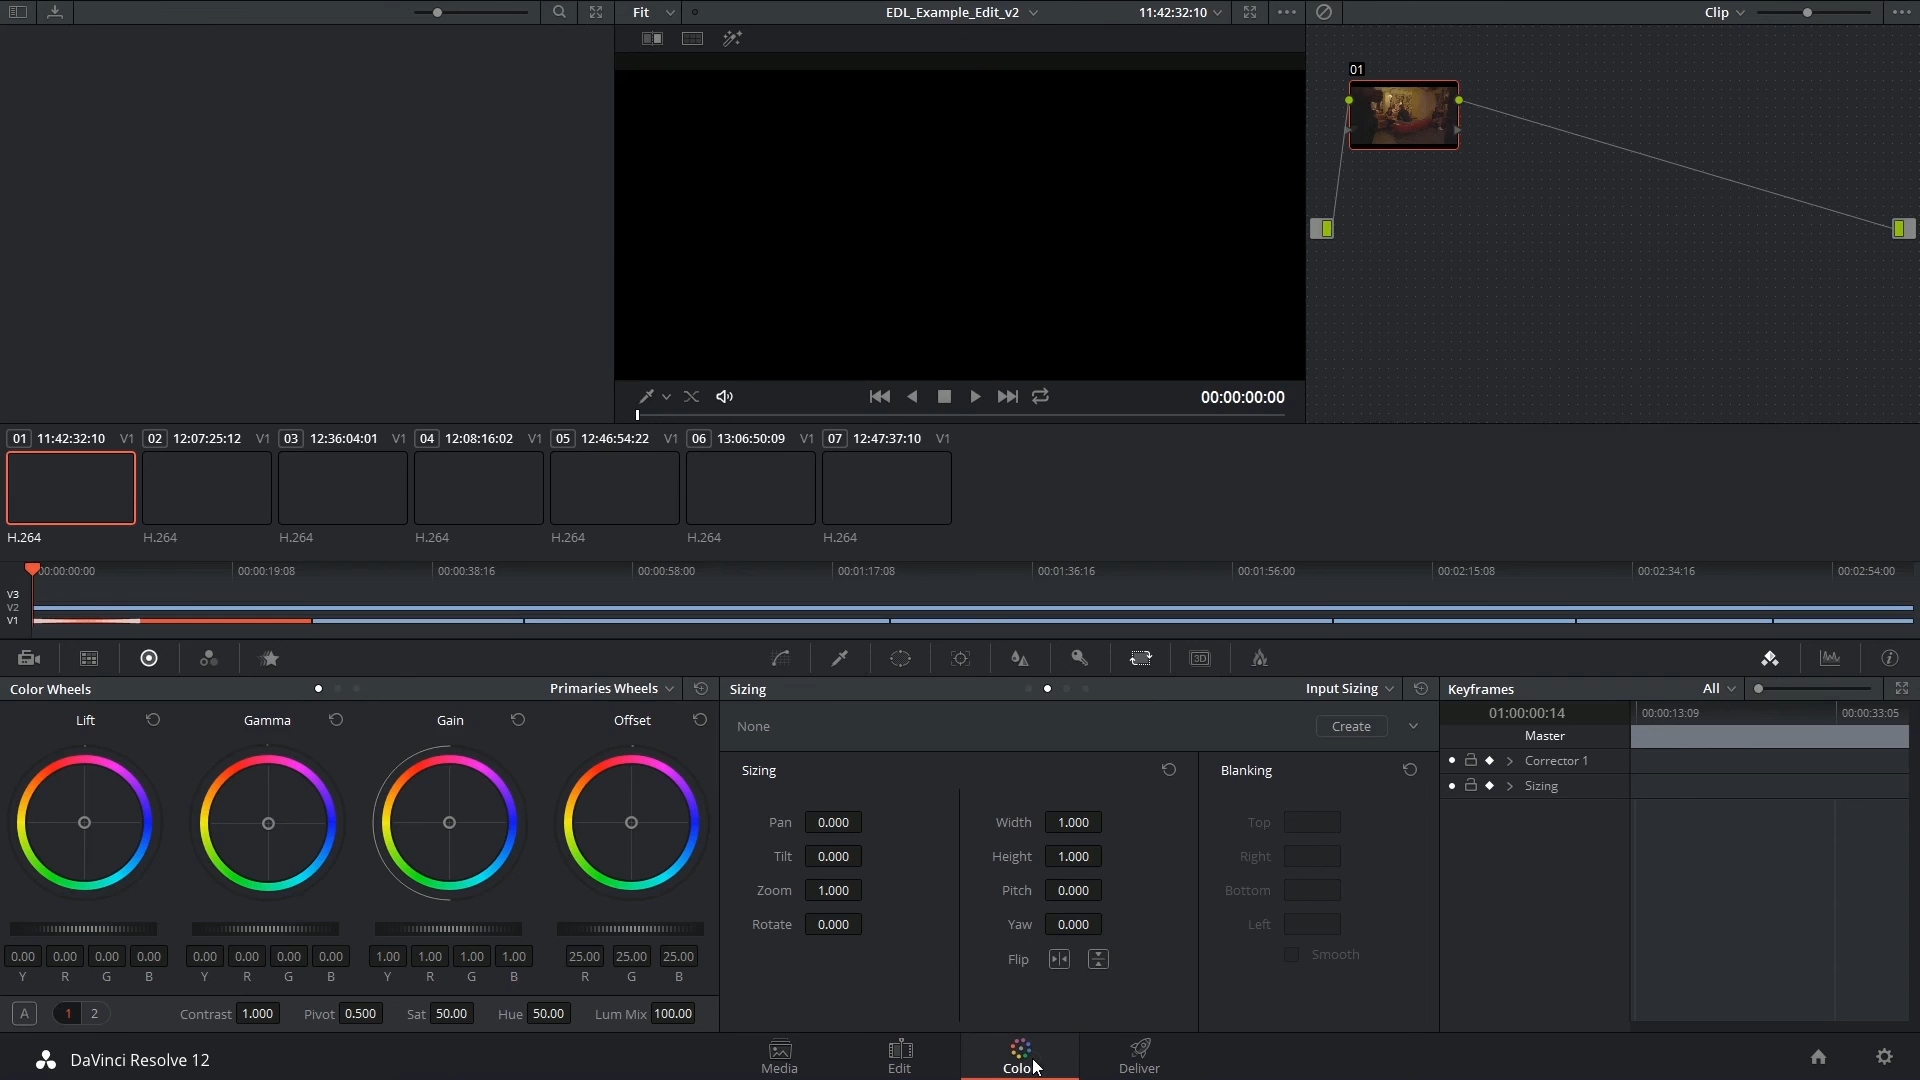 Fit EDL_Example_Edit_v2 11:42:32:10 Clip
01
00:00:00:00
01 11:42:32:10 V1 02 12:07:25:12 V1 03 12:36:04:01 V1 04 12:08:16:02 V1 05 12:46:54:22 V1 06 13:06:50:09 V1 07 12:47:37:10 V1
H.264 H.264 H.264 H.264 H.264 H.264 H.264
00:00:00:00 00:00:19:08 00:00:38:16 00:00:58:00 00:01:17:08 00:01:36:16 00:01:56:00 00:02:15:08 00:02:34:16 00:02:54:00
V3
V2
V1
3D
Color Wheels Primaries Wheels Sizing Input Sizing Keyframes All
Lift Gamma Gain Offset
None Create
01:00:00:14 00:00:13:09 00:00:33:05
Master
Corrector 1
Sizing
Sizing Blanking
Pan 0.000 Width 1.000 Top
Tilt 0.000 Height 1.000 Right
Zoom 1.000 Pitch 0.000 Bottom
Rotate 0.000 Yaw 0.000 Left
Flip Smooth
0.00 0.00 0.00 0.00 0.00 0.00 0.00 0.00 1.00 1.00 1.00 1.00 25.00 25.00 25.00
Y R G B Y R G B Y R G B R G B
A 1 2 Contrast 1.000 Pivot 0.500 Sat 50.00 Hue 50.00 Lum Mix 100.00
DaVinci Resolve 12 Media Edit Colo Deliver